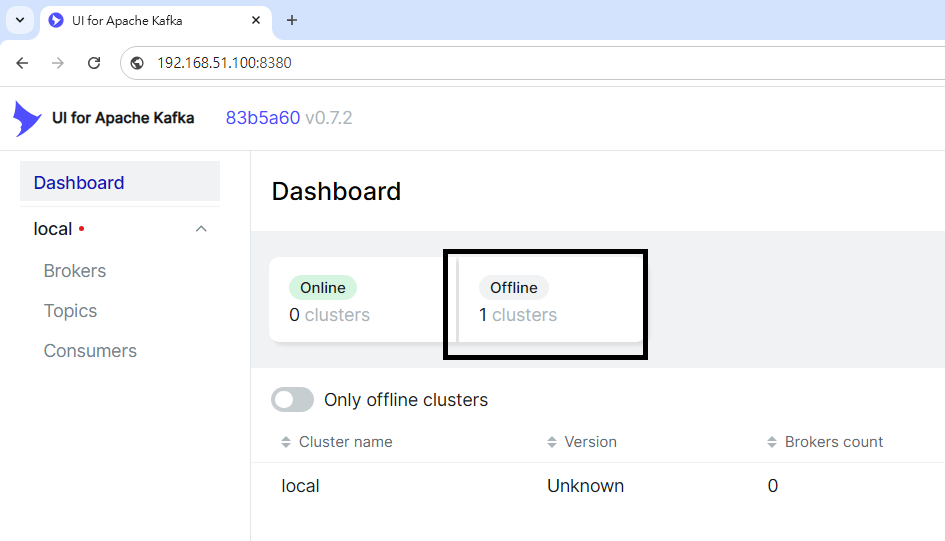 UI for Apache Kafka
192.168.51.100:8380
UI for Apache Kafka 83b5a60 v0.7.2
Dashboard
local
Brokers
Topics
Consumers
Dashboard
Online
0 clusters
Offline
1 clusters
Only offline clusters
Cluster name Version Brokers count
local Unknown 0